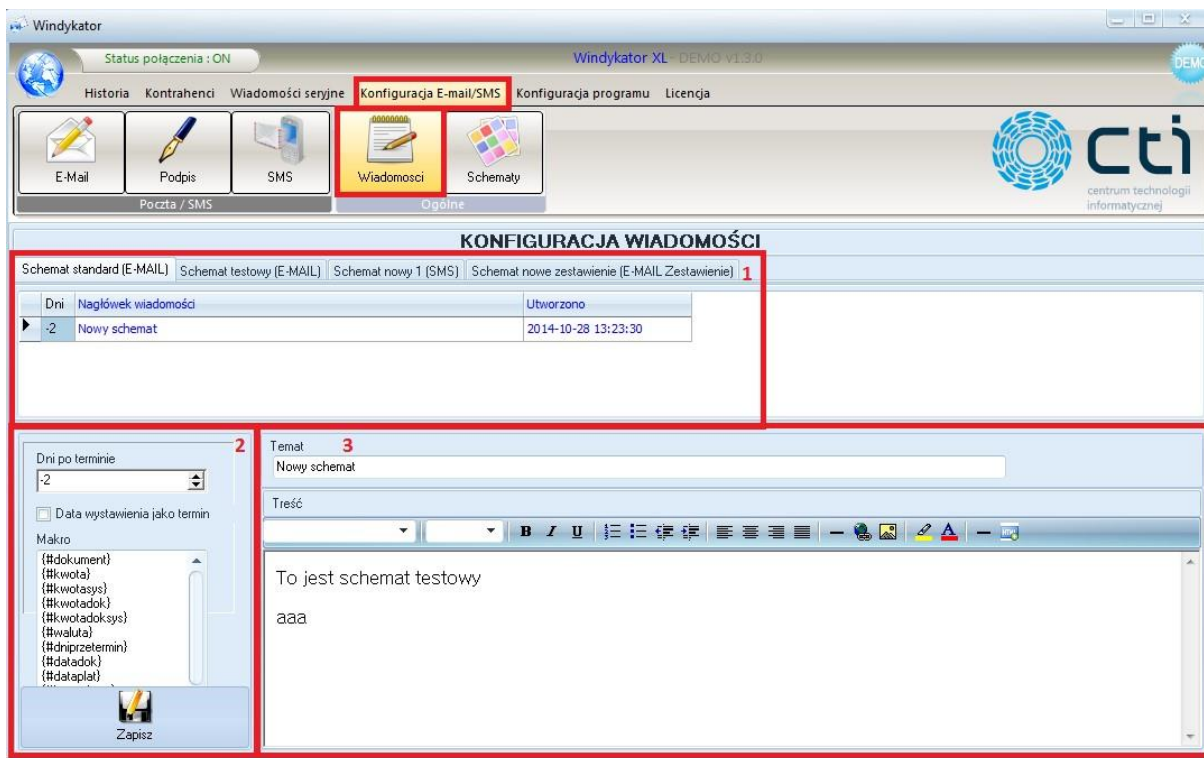 Windykator
Status połączenia : ON
Windykator XL - DEMO v1.3.0
DEMO
Historia Kontrahenci Wiadomości seryjne Konfiguracja E-mail/SMS Konfiguracja programu Licencja
E-Mail Podpis SMS Wiadomosci Schematy
Poczta / SMS Ogólne
cti
centrum technologii
informatycznej
KONFIGURACJA WIADOMOŚCI
Schemat standard (E-MAIL) Schemat testowy (E-MAIL) Schemat nowy 1 (SMS) Schemat nowe zestawienie (E-MAIL Zestawienie) 1
Dni Nagłówek wiadomości Utworzono
-2 Nowy schemat 2014-10-28 13:23:30
2
Dni po terminie
-2
Data wystawienia jako termin
Makro
{#dokument}
{#kwota}
{#kwotasys}
{#kwotadok}
{#kwotadoksys}
{#waluta}
{#dniprzetermin}
{#datadok}
{#dataplat}
Zapisz
Temat 3
Nowy schemat
Treść
B I U A
To jest schemat testowy
aaa